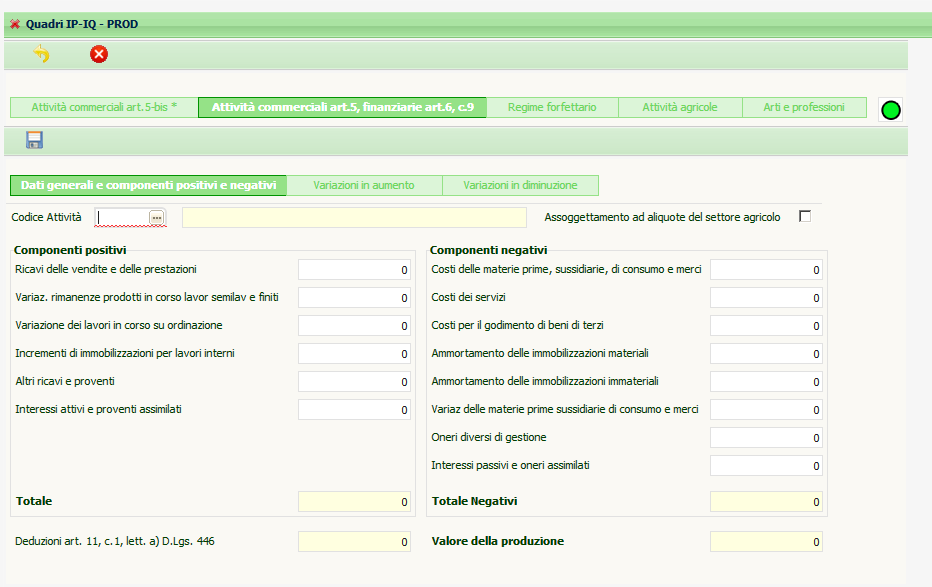 Quadri IP-IQ - PROD
Attività commerciali art.5-bis *
Attività commerciali art.5, finanziarie art.6, c.9
Regime forfettario
Attività agricole
Arti e professioni
Dati generali e componenti positivi e negativi
Variazioni in aumento
Variazioni in diminuzione
Codice Attività
...
Assoggettamento ad aliquote del settore agricolo
Componenti positivi
Ricavi delle vendite e delle prestazioni 0
Variaz. rimanenze prodotti in corso lavor semilav e finiti 0
Variazione dei lavori in corso su ordinazione 0
Incrementi di immobilizzazioni per lavori interni 0
Altri ricavi e proventi 0
Interessi attivi e proventi assimilati 0
Totale 0
Deduzioni art. 11, c.1, lett. a) D.Lgs. 446 0
Componenti negativi
Costi delle materie prime, sussidiarie, di consumo e merci 0
Costi dei servizi 0
Costi per il godimento di beni di terzi 0
Ammortamento delle immobilizzazioni materiali 0
Ammortamento delle immobilizzazioni immateriali 0
Variaz delle materie prime sussidiarie di consumo e merci 0
Oneri diversi di gestione 0
Interessi passivi e oneri assimilati 0
Totale Negativi 0
Valore della produzione 0